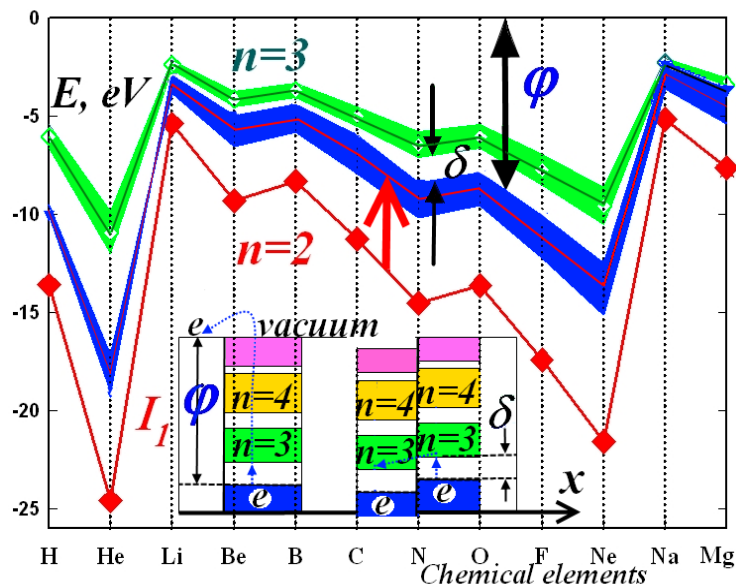 0
n=3
E, eV
φ
-5
δ
-10
n=2
-15
e vacuum
I1
φ
n=4
n=4
n=4
δ
-20
n=3
n=3
n=3
e
e
e
x
-25
H He Li Be B C N O F Ne Na Mg
Chemical elements